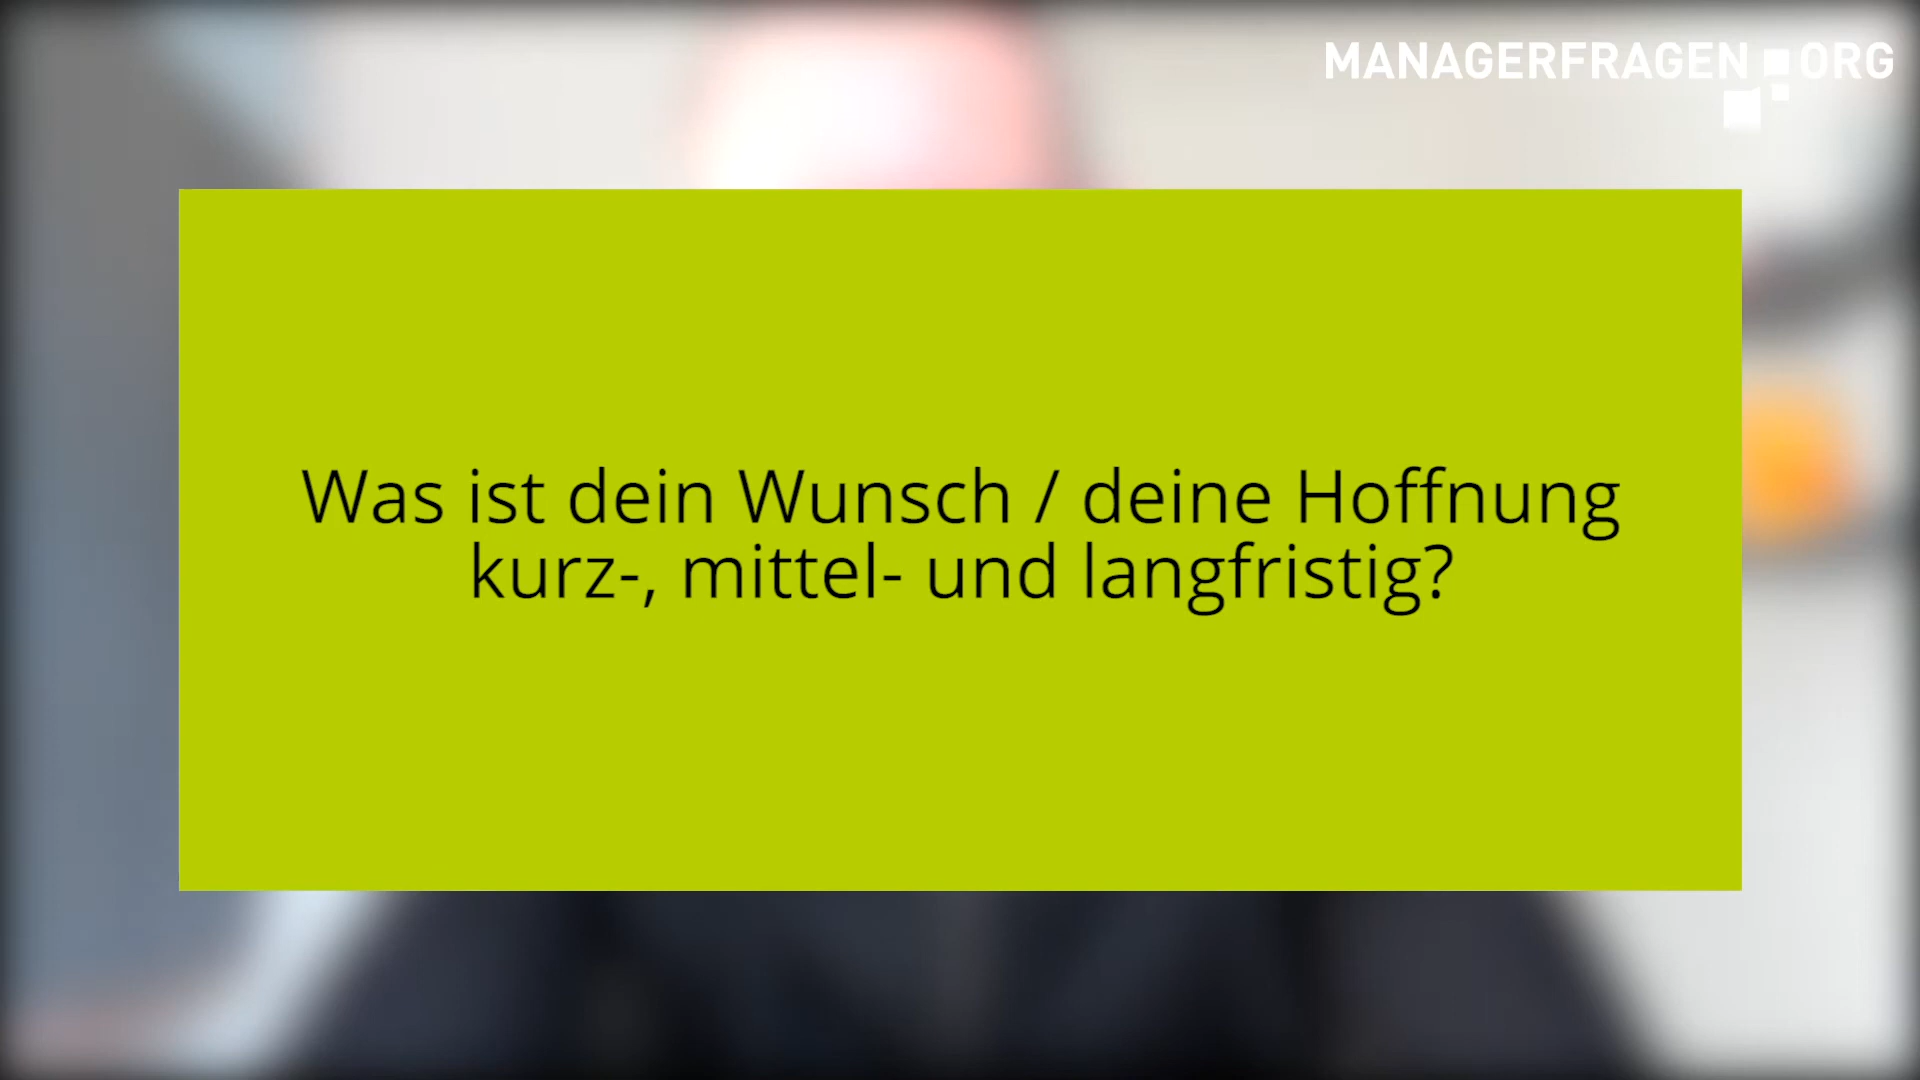 MANAGERFRAGEN.ORG
Was ist dein Wunsch / deine Hoffnung
kurz-, mittel- und langfristig?